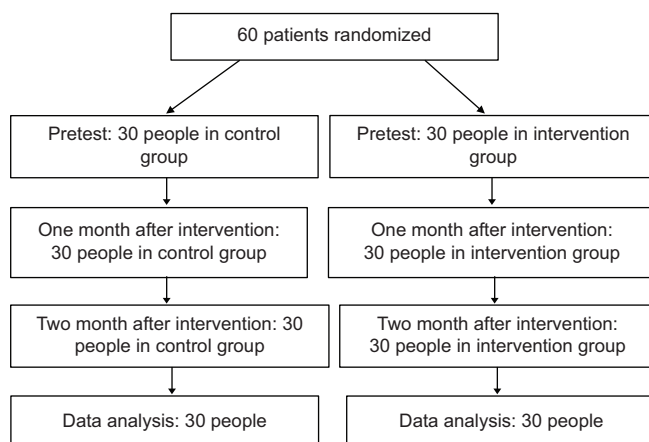 60 patients randomized
Pretest: 30 people in control
group
Pretest: 30 people in intervention
group
One month after intervention:
30 people in control group
One month after intervention:
30 people in intervention group
Two month after intervention: 30
people in control group
Two month after intervention:
30 people in intervention group
Data analysis: 30 people
Data analysis: 30 people